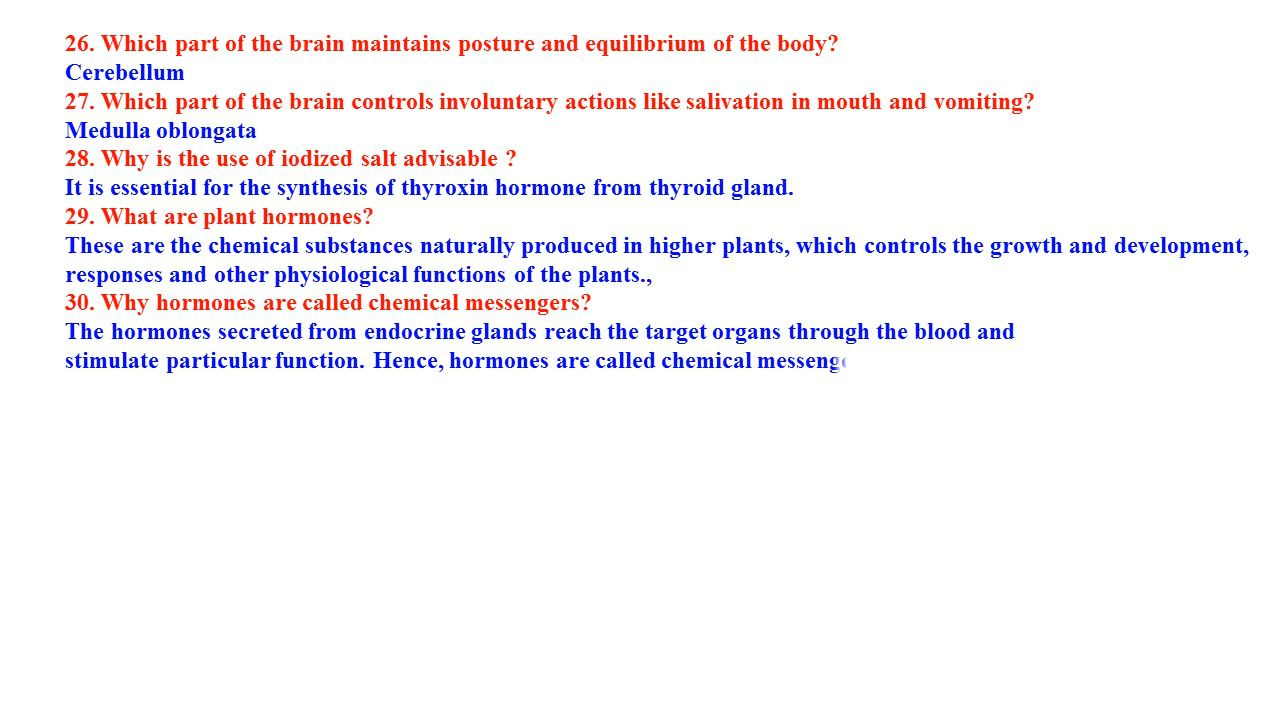 26. Which part of the brain maintains posture and equilibrium of the body?
Cerebellum
27. Which part of the brain controls involuntary actions like salivation in mouth and vomiting?
Medulla oblongata
28. Why is the use of iodized salt advisable ?
It is essential for the synthesis of thyroxin hormone from thyroid gland.
29. What are plant hormones?
These are the chemical substances naturally produced in higher plants, which controls the growth and development,
responses and other physiological functions of the plants.,
30. Why hormones are called chemical messengers?
The hormones secreted from endocrine glands reach the target organs through the blood and
stimulate particular function. Hence, hormones are called chemical